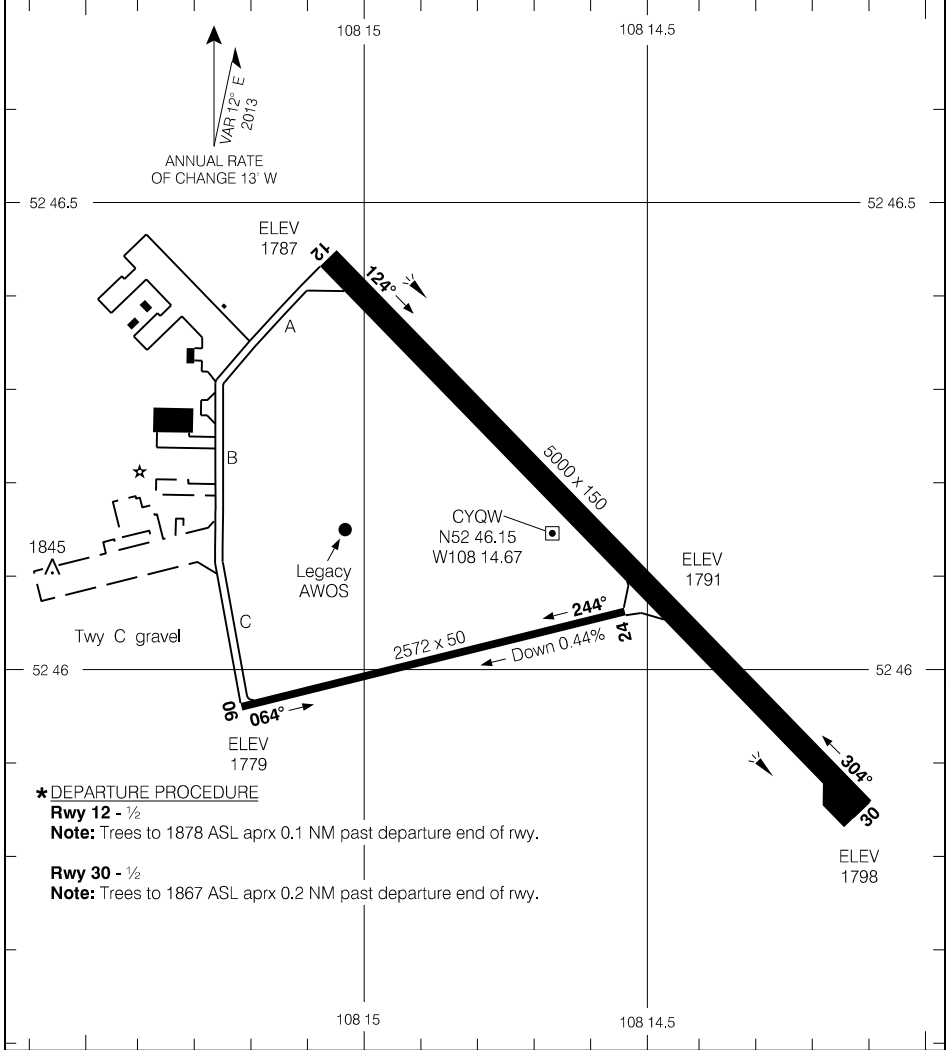 108 15
108 14.5
VAR 12° E
2013
ANNUAL RATE
OF CHANGE 13' W
52 46.5
52 46.5
ELEV
1787
12
124°
A
B
5000 x 150
CYQW
N52 46.15
W108 14.67
1845
Legacy
AWOS
ELEV
1791
C
244°
24
Twy C gravel
2572 x 50
Down 0.44%
52 46
52 46
06
064°
ELEV
1779
304°
30
ELEV
1798
*DEPARTURE PROCEDURE
Rwy 12 - ½
Note: Trees to 1878 ASL aprx 0.1 NM past departure end of rwy.
Rwy 30 - ½
Note: Trees to 1867 ASL aprx 0.2 NM past departure end of rwy.
108 15
108 14.5